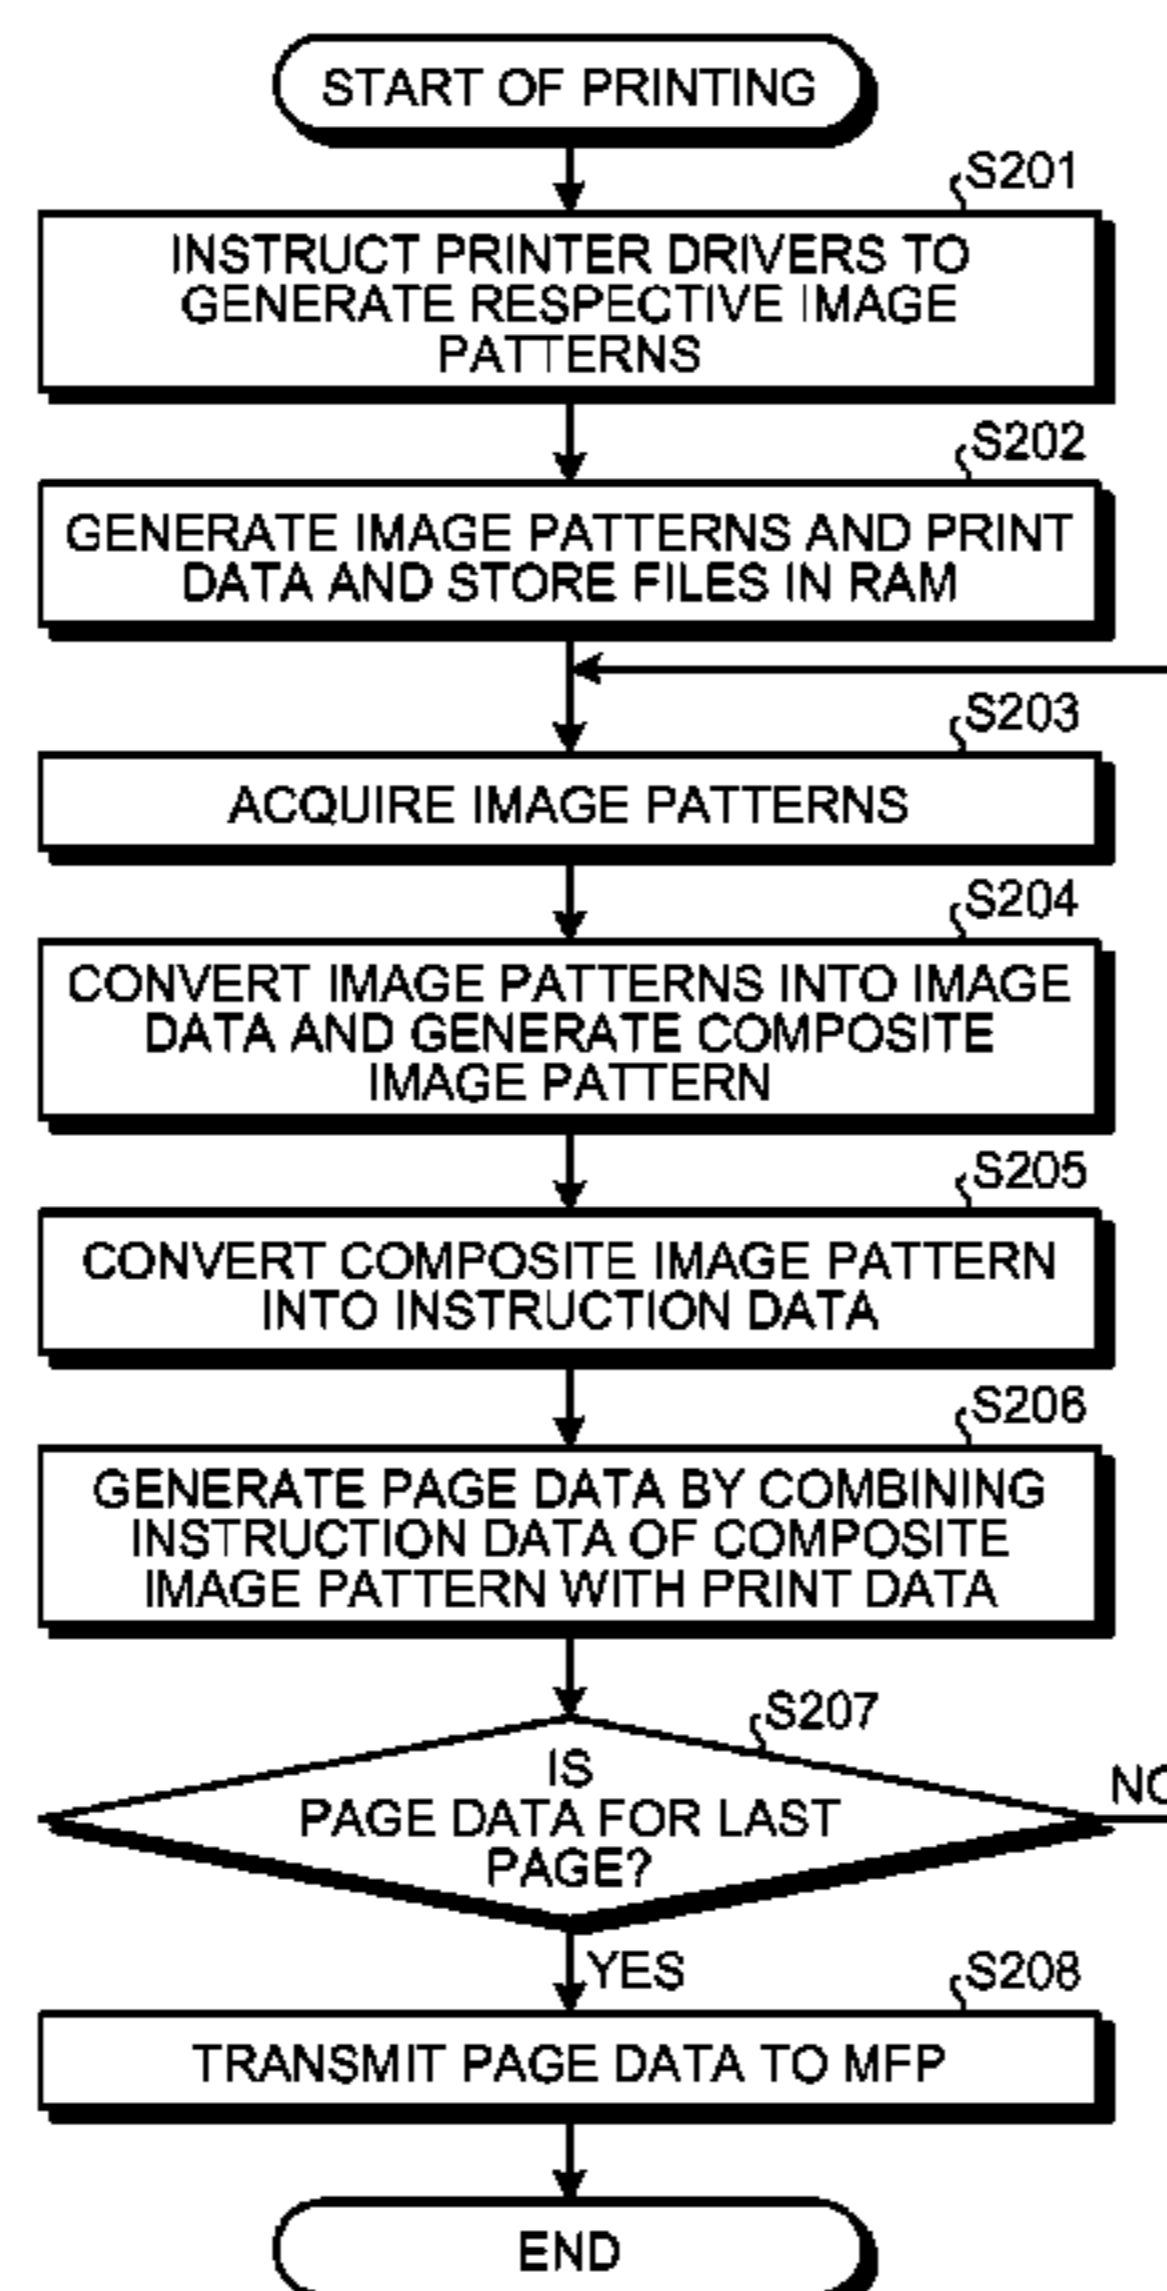 START OF PRINTING
S201
INSTRUCT PRINTER DRIVERS TO
GENERATE RESPECTIVE IMAGE
PATTERNS
S202
GENERATE IMAGE PATTERNS AND PRINT
DATA AND STORE FILES IN RAM
S203
ACQUIRE IMAGE PATTERNS
S204
CONVERT IMAGE PATTERNS INTO IMAGE
DATA AND GENERATE COMPOSITE
IMAGE PATTERN
S205
CONVERT COMPOSITE IMAGE PATTERN
INTO INSTRUCTION DATA
S206
GENERATE PAGE DATA BY COMBINING
INSTRUCTION DATA OF COMPOSITE
IMAGE PATTERN WITH PRINT DATA
S207
IS
PAGE DATA FOR LAST
PAGE?
NO
YES
S208
TRANSMIT PAGE DATA TO MFP
END